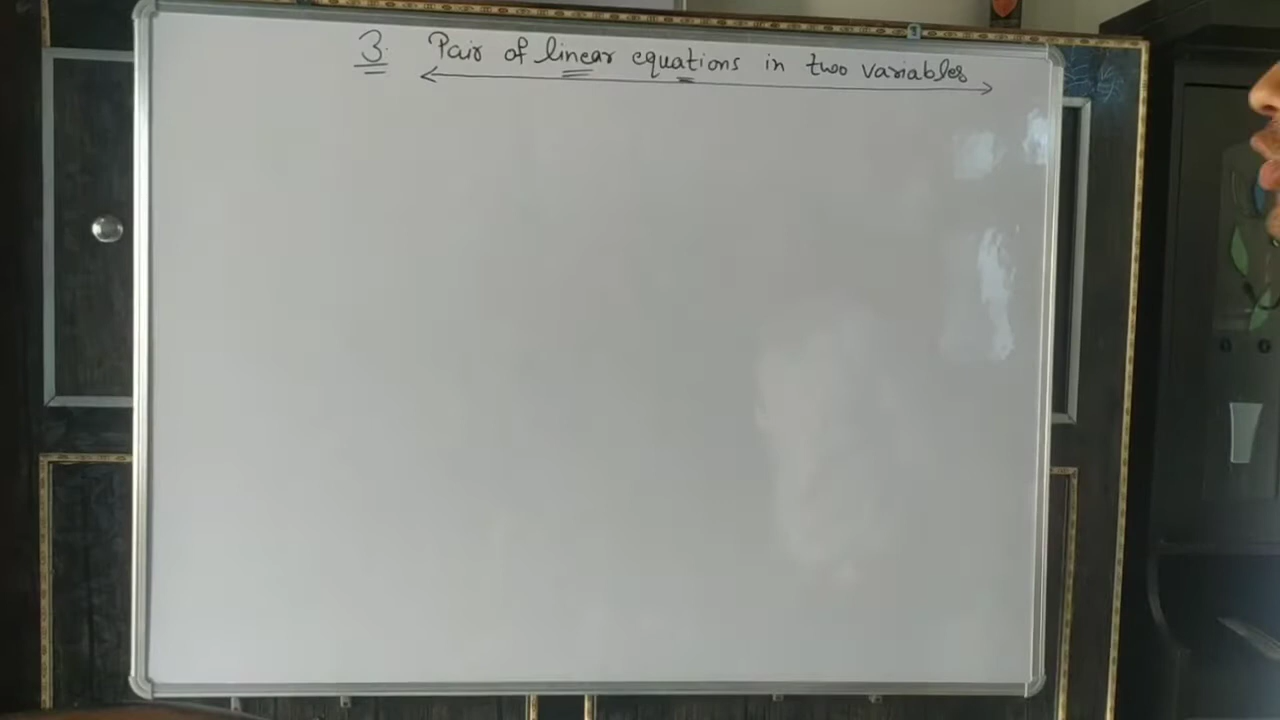 3. Pair of linear equations in two variables